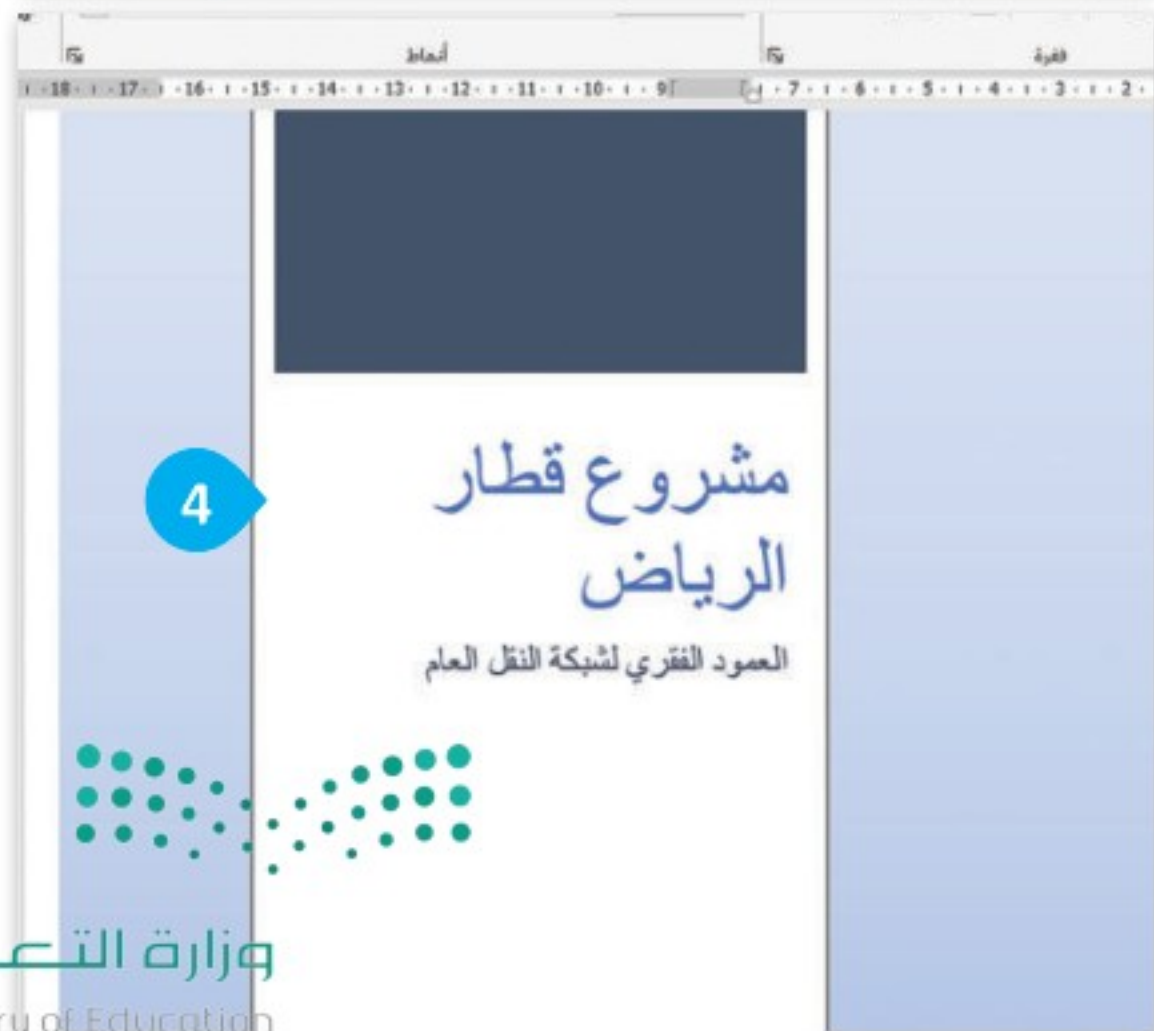 فقرة
أنماط
18 17 16 15 14 13 12 11 10 9 7 6 5 4 3 2
مشروع قطار
الرياض
العمود الفقري لشبكة النقل العام
4
وزارة التعـ
ry of Education